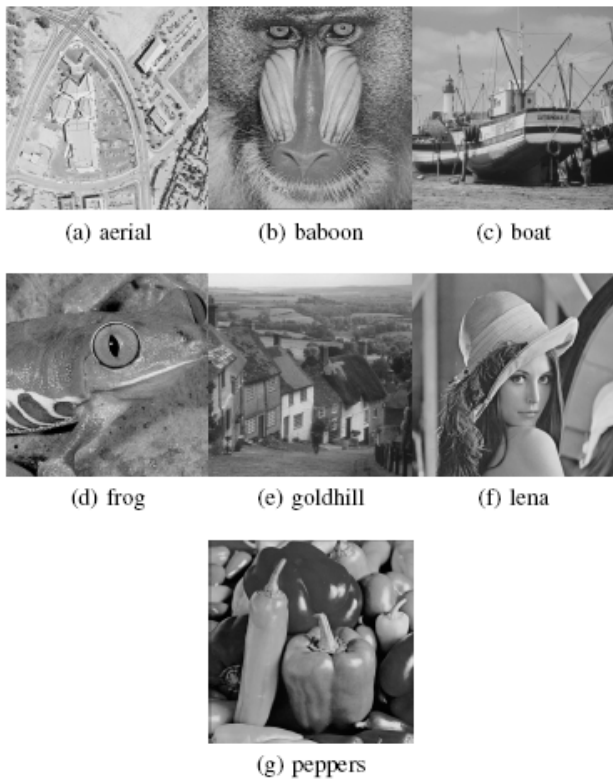 (a) aerial
(b) baboon
(c) boat
(d) frog
(e) goldhill
(f) lena
(g) peppers